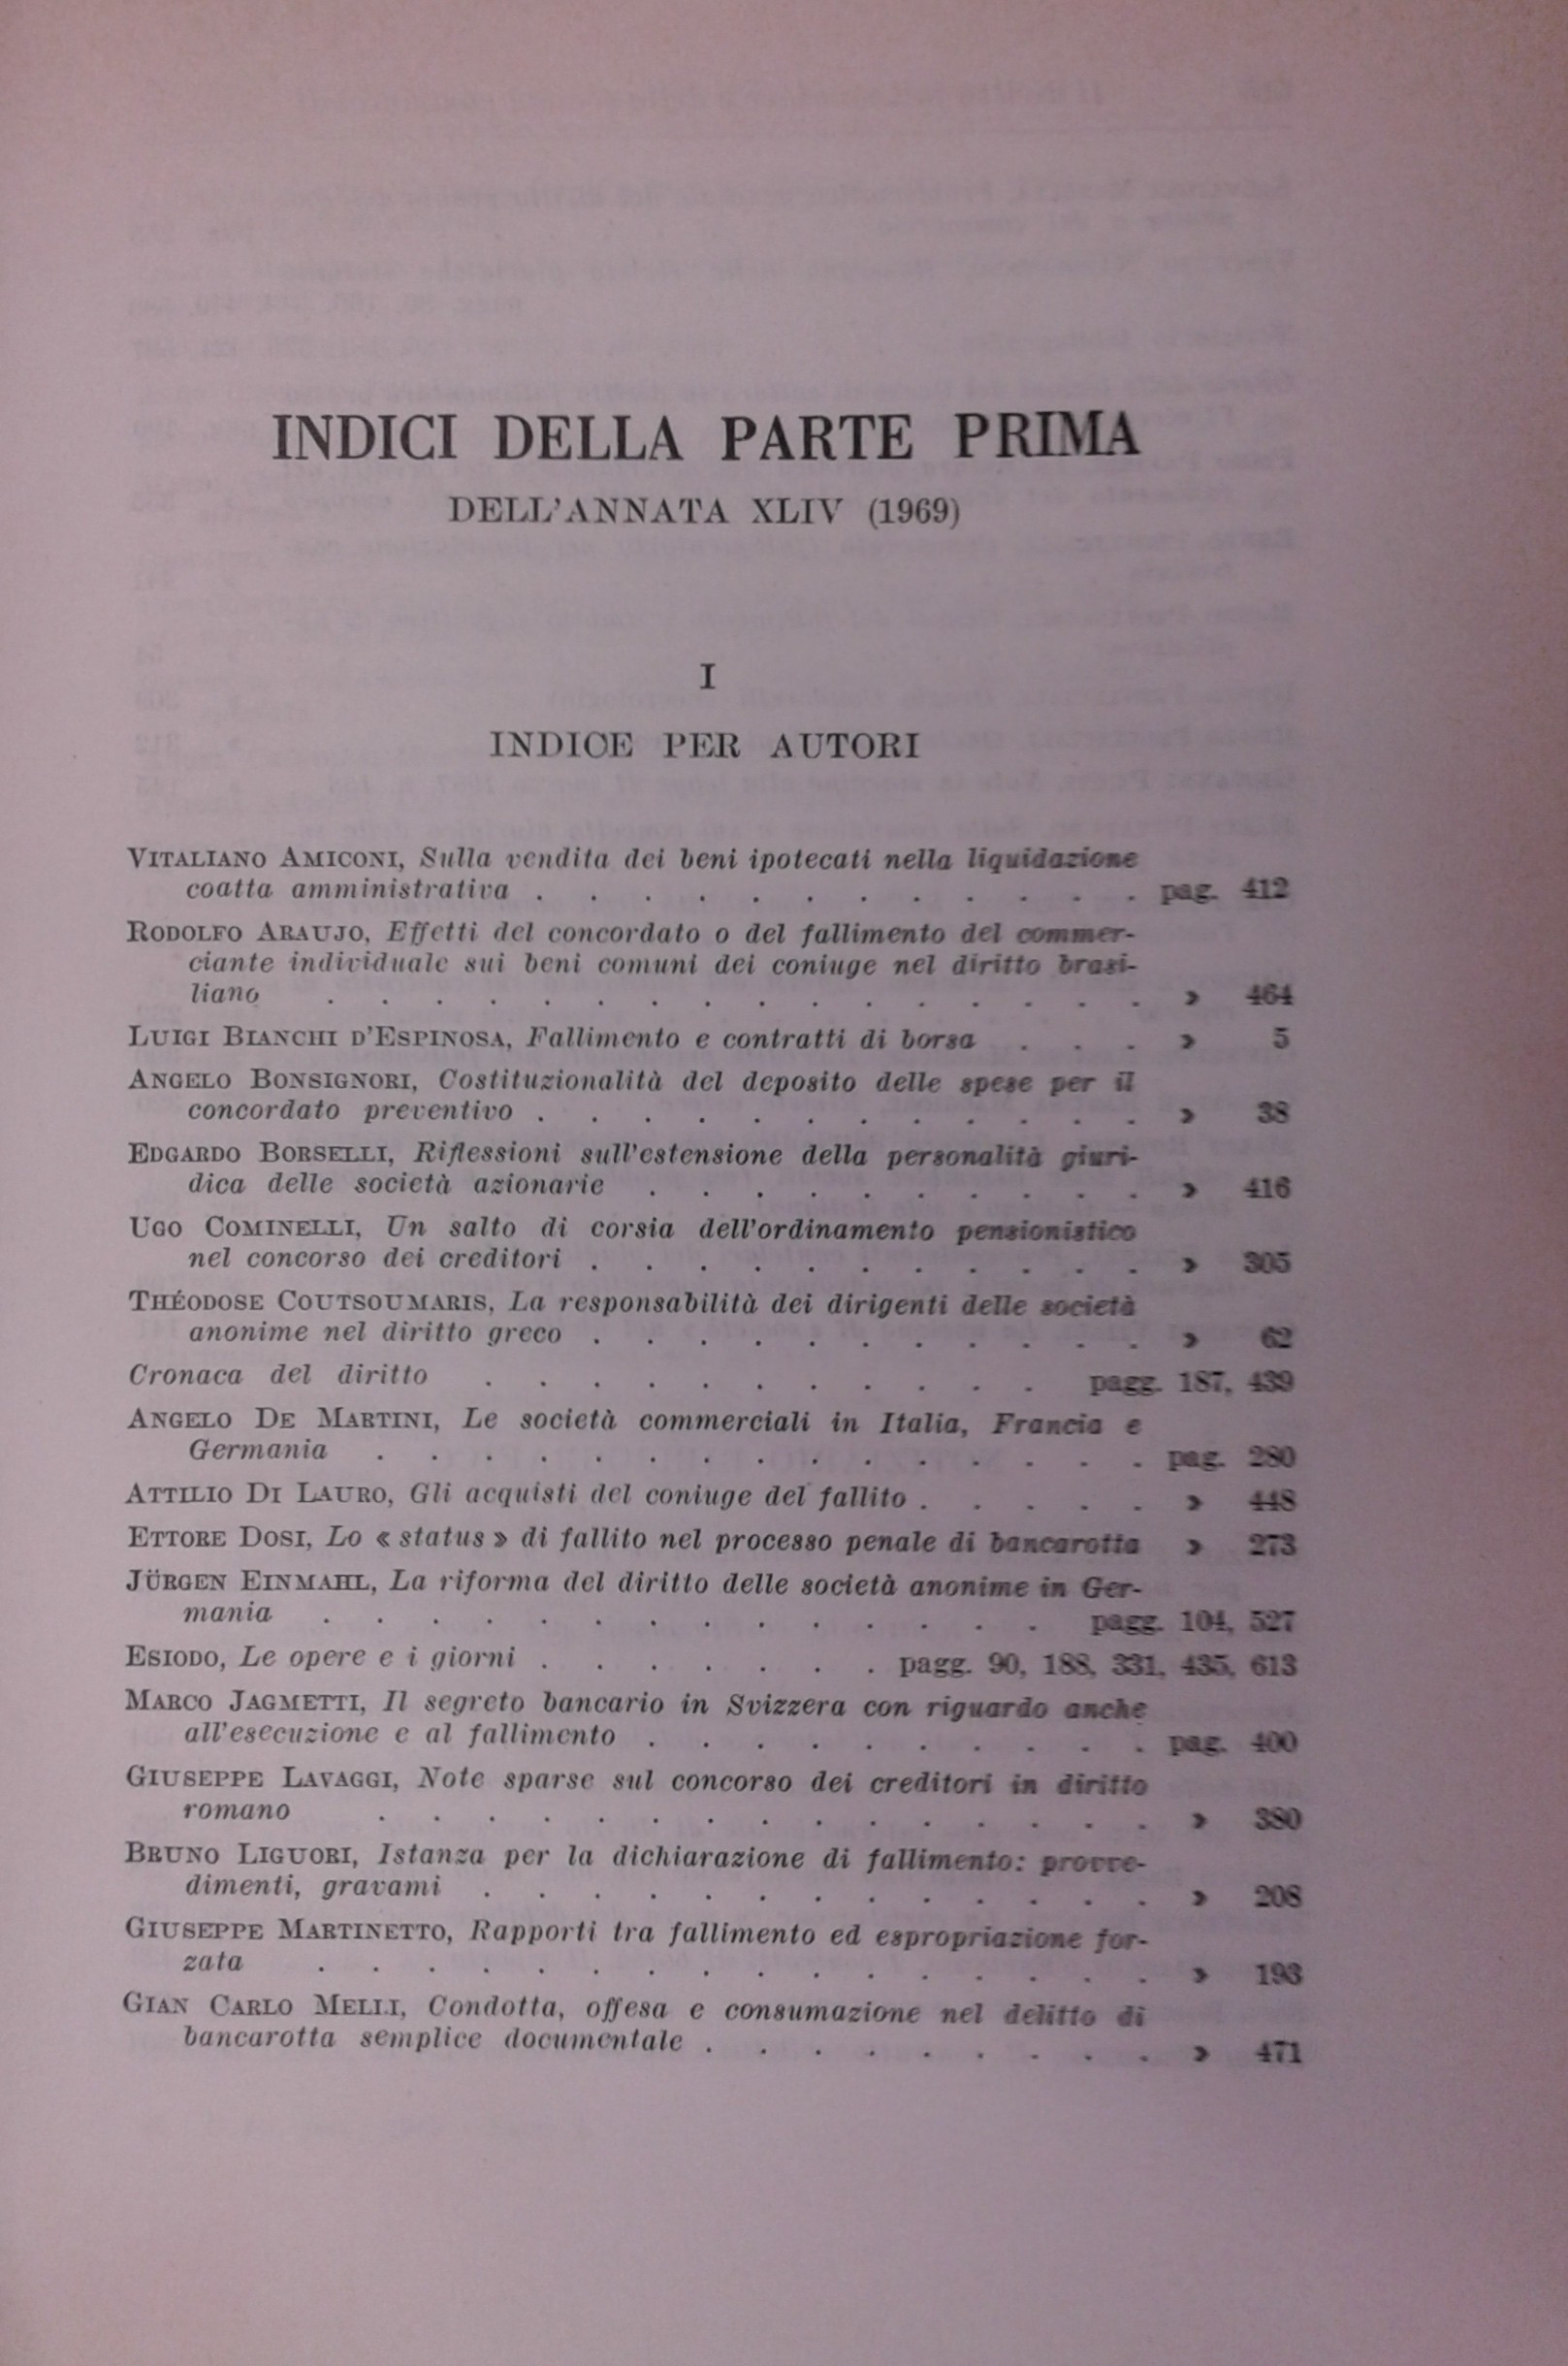 INDICI DELLA PARTE PRIMA
DELL'ANNATA XLIV (1969)
I
INDICE PER AUTORI
VITALIANO AMICONI, Sulla vendita dei beni ipotecati nella liquidazione
coatta amministrativa . . . . . . . . . . . . pag. 412
RODOLFO ARAUJO, Effetti del concordato o del fallimento del commer-
ciante individuale sui beni comuni dei coniuge nel diritto brasi-
liano . . . . . . . . . . . . . . . . » 464
LUIGI BIANCHI D'ESPINOSA, Fallimento e contratti di borsa . . . » 5
ANGELO BONSIGNORI, Costituzionalità del deposito delle spese per il
concordato preventivo . . . . . . . . . . . . » 38
EDGARDO BORSELLI, Riflessioni sull'estensione della personalità giuri-
dica delle società azionarie . . . . . . . . . . » 416
UGO COMINELLI, Un salto di corsia dell'ordinamento pensionistico
nel concorso dei creditori . . . . . . . . . . . » 305
THÉODOSE COUTSOUMARIS, La responsabilità dei dirigenti delle società
anonime nel diritto greco . . . . . . . . . . . » 62
Cronaca del diritto . . . . . . . . . . . pagg. 187, 439
ANGELO DE MARTINI, Le società commerciali in Italia, Francia e
Germania . . . . . . . . . . . . . . . pag. 280
ATTILIO DI LAURO, Gli acquisti del coniuge del fallito . . . . . » 448
ETTORE DOSI, Lo « status » di fallito nel processo penale di bancarotta » 273
JÜRGEN EINMAHL, La riforma del diritto delle società anonime in Ger-
mania . . . . . . . . . . . . . . pagg. 104, 527
ESIODO, Le opere e i giorni . . . . . . . pagg. 90, 188, 331, 435, 613
MARCO JAGMETTI, Il segreto bancario in Svizzera con riguardo anche
all'esecuzione e al fallimento . . . . . . . . . . pag. 400
GIUSEPPE LAVAGGI, Note sparse sul concorso dei creditori in diritto
romano . . . . . . . . . . . . . . . » 380
BRUNO LIGUORI, Istanza per la dichiarazione di fallimento: provve-
dimenti, gravami . . . . . . . . . . . . . » 208
GIUSEPPE MARTINETTO, Rapporti tra fallimento ed espropriazione for-
zata . . . . . . . . . . . . . . . . » 193
GIAN CARLO MELLI, Condotta, offesa e consumazione nel delitto di
bancarotta semplice documentale . . . . . . . . . » 471